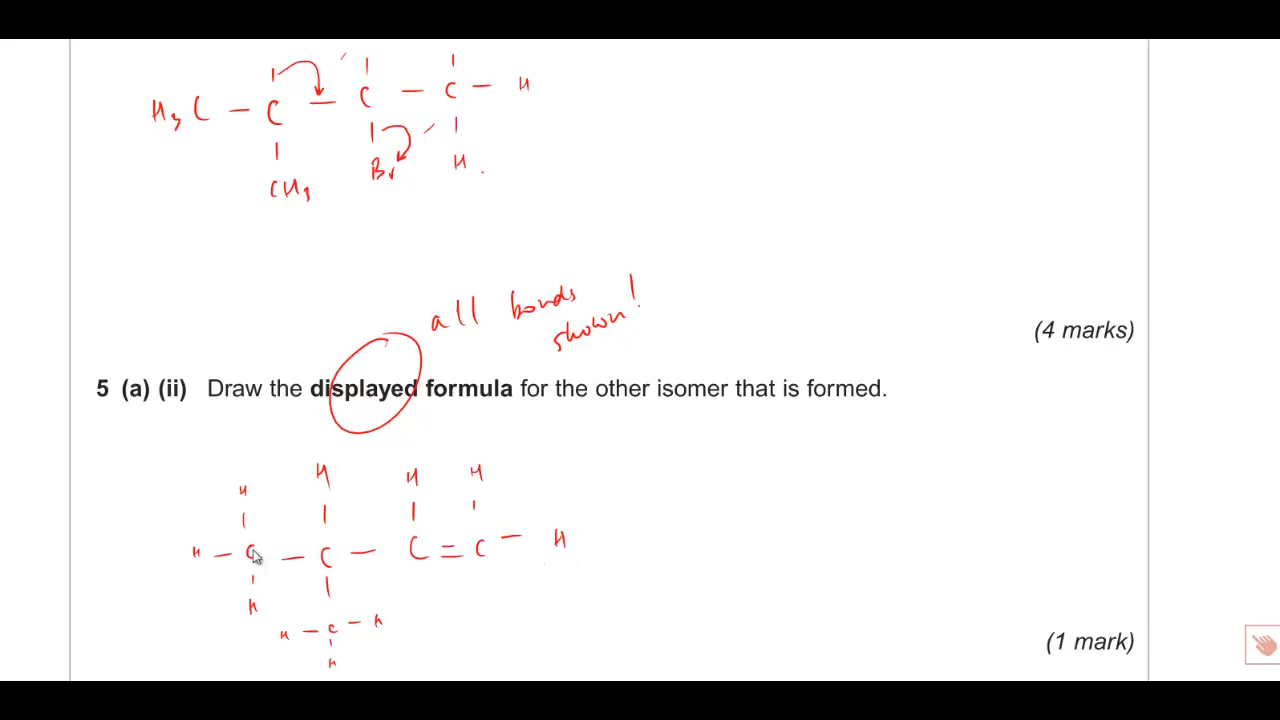 H₃C – C – C – C – H
CH₃ Br H
all bonds
shown!
(4 marks)
5 (a) (ii) Draw the displayed formula for the other isomer that is formed.
H H H H
H – C – C – C = C – H
H
H – C – H
H
(1 mark)